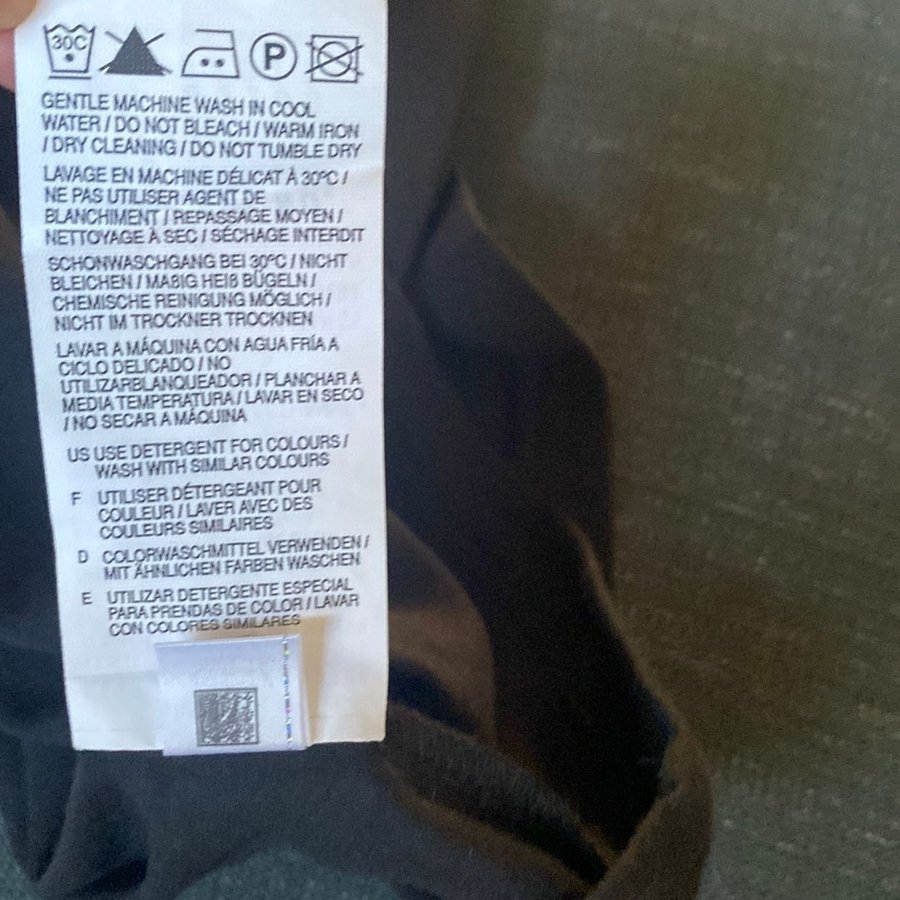 30C P
GENTLE MACHINE WASH IN COOL
WATER / DO NOT BLEACH / WARM IRON
/ DRY CLEANING / DO NOT TUMBLE DRY
LAVAGE EN MACHINE DÉLICAT À 30ºC /
NE PAS UTILISER AGENT DE
BLANCHIMENT / REPASSAGE MOYEN /
NETTOYAGE À SEC / SÉCHAGE INTERDIT
SCHONWASCHGANG BEI 30ºC / NICHT
BLEICHEN / MAßIG HEIß BÜGELN /
CHEMISCHE REINIGUNG MÖGLICH /
NICHT IM TROCKNER TROCKNEN
LAVAR A MÁQUINA CON AGUA FRÍA A
CICLO DELICADO / NO
UTILIZARBLANQUEADOR / PLANCHAR A
MEDIA TEMPERATURA / LAVAR EN SECO
/ NO SECAR A MÁQUINA
US USE DETERGENT FOR COLOURS /
WASH WITH SIMILAR COLOURS
F UTILISER DÉTERGEANT POUR
COULEUR / LAVER AVEC DES
COULEURS SIMILAIRES
D COLORWASCHMITTEL VERWENDEN /
MIT ÄHNLICHEN FARBEN WASCHEN
E UTILIZAR DETERGENTE ESPECIAL
PARA PRENDAS DE COLOR / LAVAR
CON COLORES SIMILARES